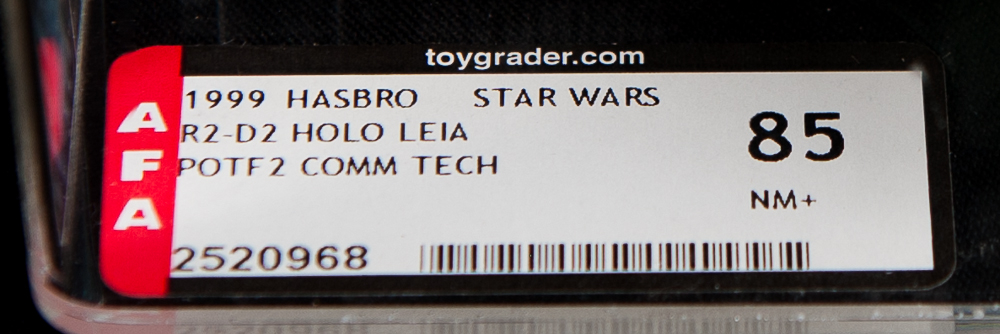 toygrader.com
AFA
1999 HASBRO STAR WARS
R2-D2 HOLO LEIA
POTF2 COMM TECH
85
NM+
2520968